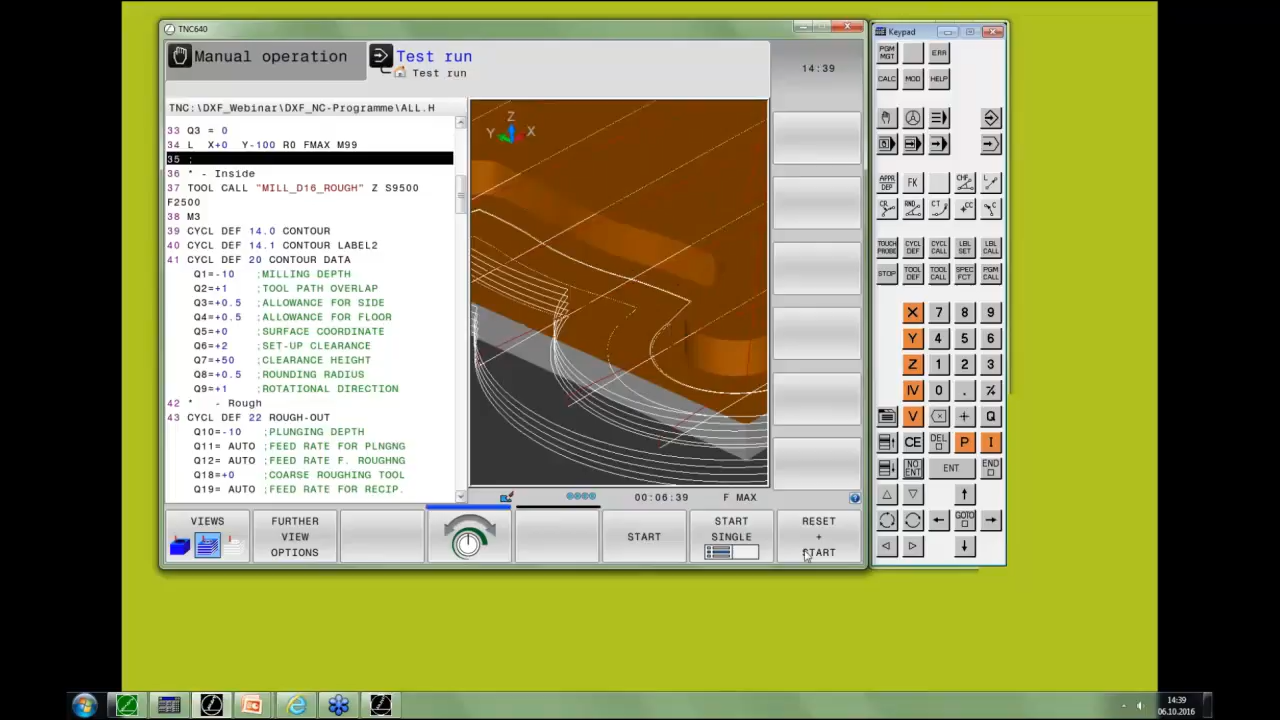 TNC640
Manual operation
Test run
Test run
14:39
TNC:\DXF_Webinar\DXF_NC-Programme\ALL.H
33 Q3 = 0
34 L X+0 Y-100 R0 FMAX M99
35 ;
36 * - Inside
37 TOOL CALL "MILL_D16_ROUGH" Z S9500
F2500
38 M3
39 CYCL DEF 14.0 CONTOUR
40 CYCL DEF 14.1 CONTOUR LABEL2
41 CYCL DEF 20 CONTOUR DATA
Q1=-10 ;MILLING DEPTH
Q2=+1 ;TOOL PATH OVERLAP
Q3=+0.5 ;ALLOWANCE FOR SIDE
Q4=+0.5 ;ALLOWANCE FOR FLOOR
Q5=+0 ;SURFACE COORDINATE
Q6=+2 ;SET-UP CLEARANCE
Q7=+50 ;CLEARANCE HEIGHT
Q8=+0.5 ;ROUNDING RADIUS
Q9=+1 ;ROTATIONAL DIRECTION
42 * - Rough
43 CYCL DEF 22 ROUGH-OUT
Q10=-10 ;PLUNGING DEPTH
Q11= AUTO ;FEED RATE FOR PLNGNG
Q12= AUTO ;FEED RATE F. ROUGHNG
Q18=+0 ;COARSE ROUGHING TOOL
Q19= AUTO ;FEED RATE FOR RECIP.
Z
Y X
00:06:39 F MAX
VIEWS
FURTHER
VIEW
OPTIONS
START
START
SINGLE
RESET
+
START
Keypad
PGM
MGT
ERR
CALC MOD HELP
APPR
DEP
FK
CHF
L
CR
RND
CT
CC
C
TOUCH
PROBE
CYCL
DEF
CYCL
CALL
LBL
SET
LBL
CALL
STOP
TOOL
DEF
TOOL
CALL
SPEC
FCT
PGM
CALL
X 7 8 9
Y 4 5 6
Z 1 2 3
IV 0 . 
V + Q
CE
DEL
P I
NO
ENT
ENT
END
GOTO
14:39
06.10.2016